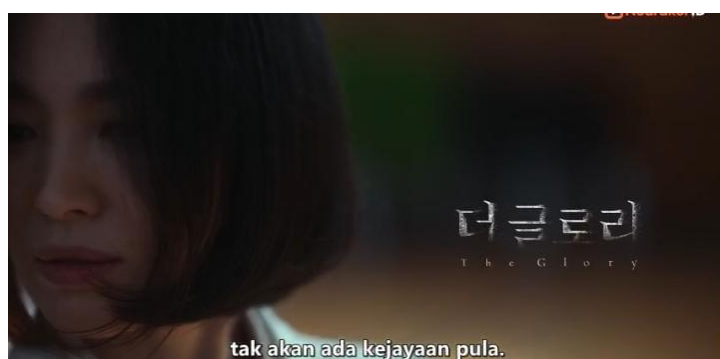 더 글로리
The Glory
tak akan ada kejayaan pula.